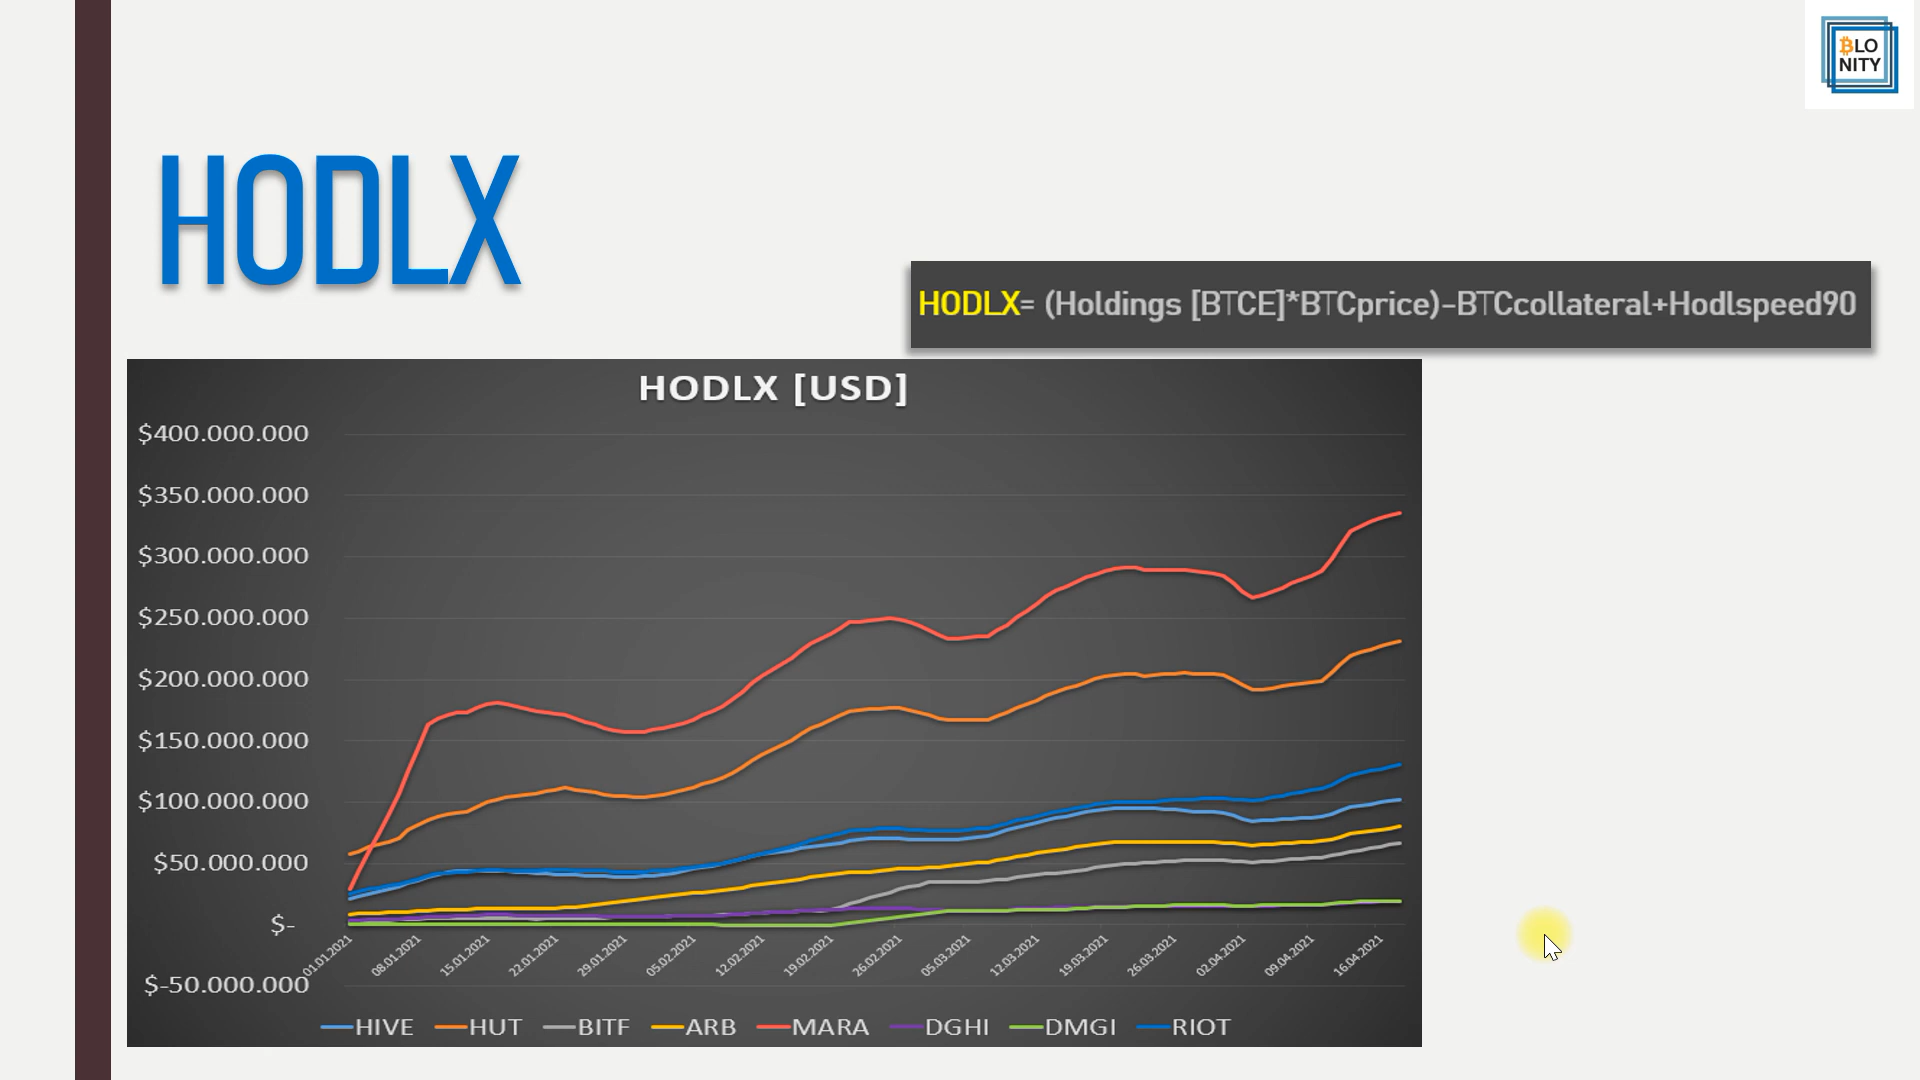 ₿LO
NITY
HODLX
HODLX= (Holdings [BTCE]*BTCprice)-BTCcollateral+Hodlspeed90
HODLX [USD]
$400.000.000
$350.000.000
$300.000.000
$250.000.000
$200.000.000
$150.000.000
$100.000.000
$50.000.000
$-
$-50.000.000
01.01.2021 08.01.2021 15.01.2021 22.01.2021 29.01.2021 05.02.2021 12.02.2021 19.02.2021 26.02.2021 05.03.2021 12.03.2021 19.03.2021 26.03.2021 02.04.2021 09.04.2021 16.04.2021
HIVE HUT BITF ARB MARA DGHI DMGI RIOT